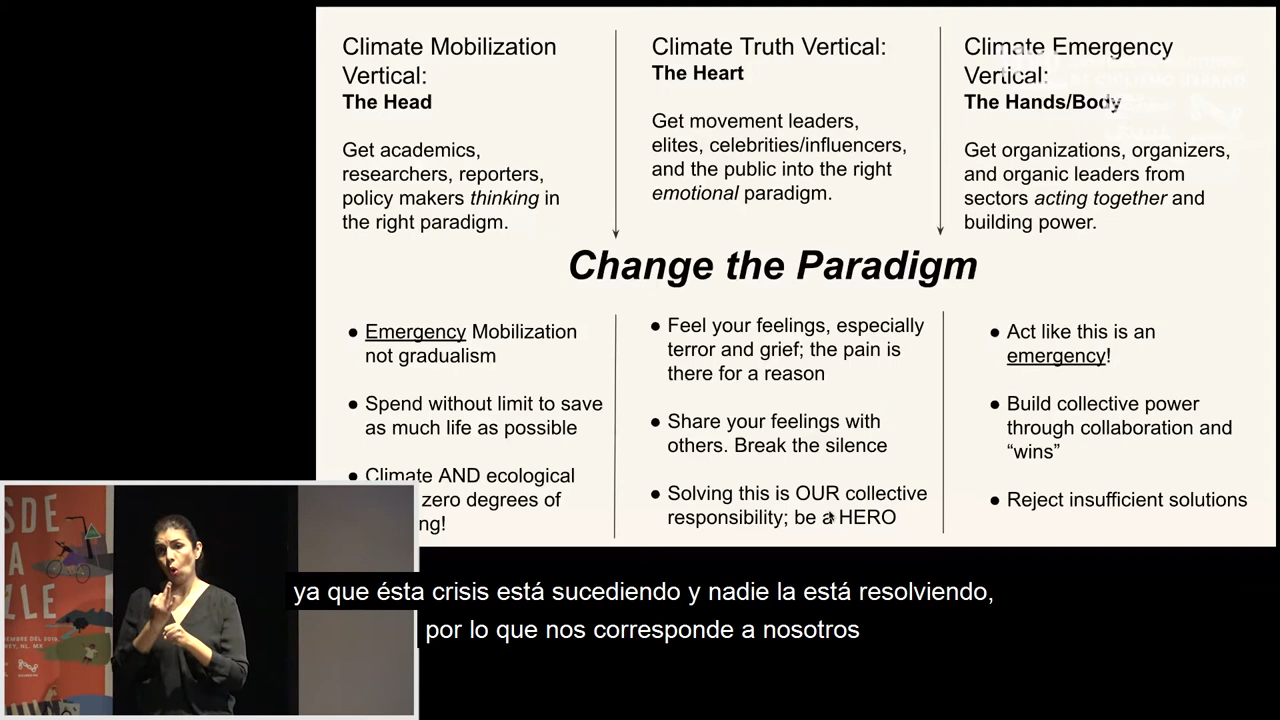 Climate Mobilization
Vertical:
The Head
Get academics,
researchers, reporters,
policy makers thinking in
the right paradigm.
Climate Truth Vertical:
The Heart
Get movement leaders,
elites, celebrities/influencers,
and the public into the right
emotional paradigm.
Climate Emergency
Vertical:
The Hands/Body
Get organizations, organizers,
and organic leaders from
sectors acting together and
building power.
Change the Paradigm
● Emergency Mobilization
not gradualism
● Spend without limit to save
as much life as possible
● Climate AND ecological
zero degrees of
ng!
● Feel your feelings, especially
terror and grief; the pain is
there for a reason
● Share your feelings with
others. Break the silence
● Solving this is OUR collective
responsibility; be a HERO
● Act like this is an
emergency!
● Build collective power
through collaboration and
“wins”
● Reject insufficient solutions
SDE
A
ZLE
ya que ésta crisis está sucediendo y nadie la está resolviendo,
por lo que nos corresponde a nosotros